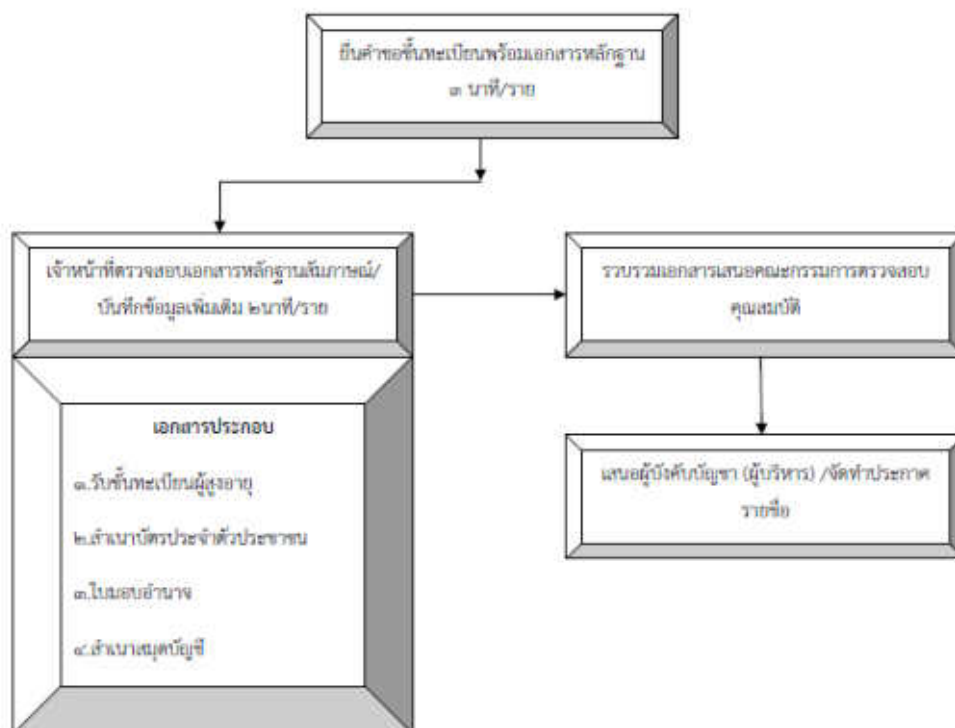 ยื่นคำขอขึ้นทะเบียนพร้อมเอกสารหลักฐาน
๓ นาที/ราย
เจ้าหน้าที่ตรวจสอบเอกสารหลักฐานสัมภาษณ์/
บันทึกข้อมูลเพิ่มเติม ๒นาที/ราย
รวบรวมเอกสารเสนอคณะกรรมการตรวจสอบ
คุณสมบัติ
เอกสารประกอบ
๑.รับขึ้นทะเบียนผู้สูงอายุ
๒.สำเนาบัตรประจำตัวประชาชน
๓.ใบมอบอำนาจ
๔.สำเนาสมุดบัญชี
เสนอผู้บังคับบัญชา (ผู้บริหาร) /จัดทำประกาศ
รายชื่อ